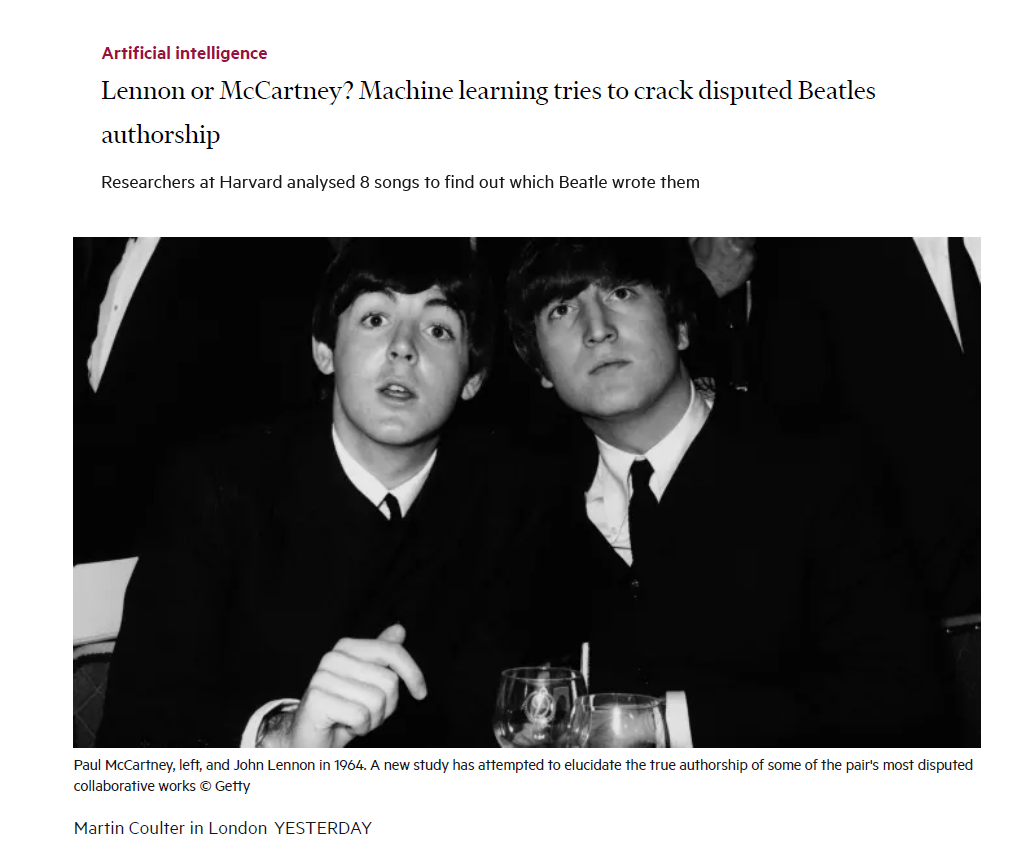 Artificial intelligence
Lennon or McCartney? Machine learning tries to crack disputed Beatles
authorship
Researchers at Harvard analysed 8 songs to find out which Beatle wrote them
Paul McCartney, left, and John Lennon in 1964. A new study has attempted to elucidate the true authorship of some of the pair's most disputed
collaborative works © Getty
Martin Coulter in London YESTERDAY